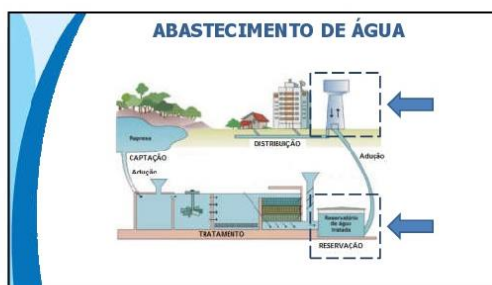 ABASTECIMENTO DE ÁGUA
Represa
CAPTAÇÃO
Adução
DISTRIBUIÇÃO
Adução
TRATAMENTO
Reservatório
de água
tratada
RESERVAÇÃO